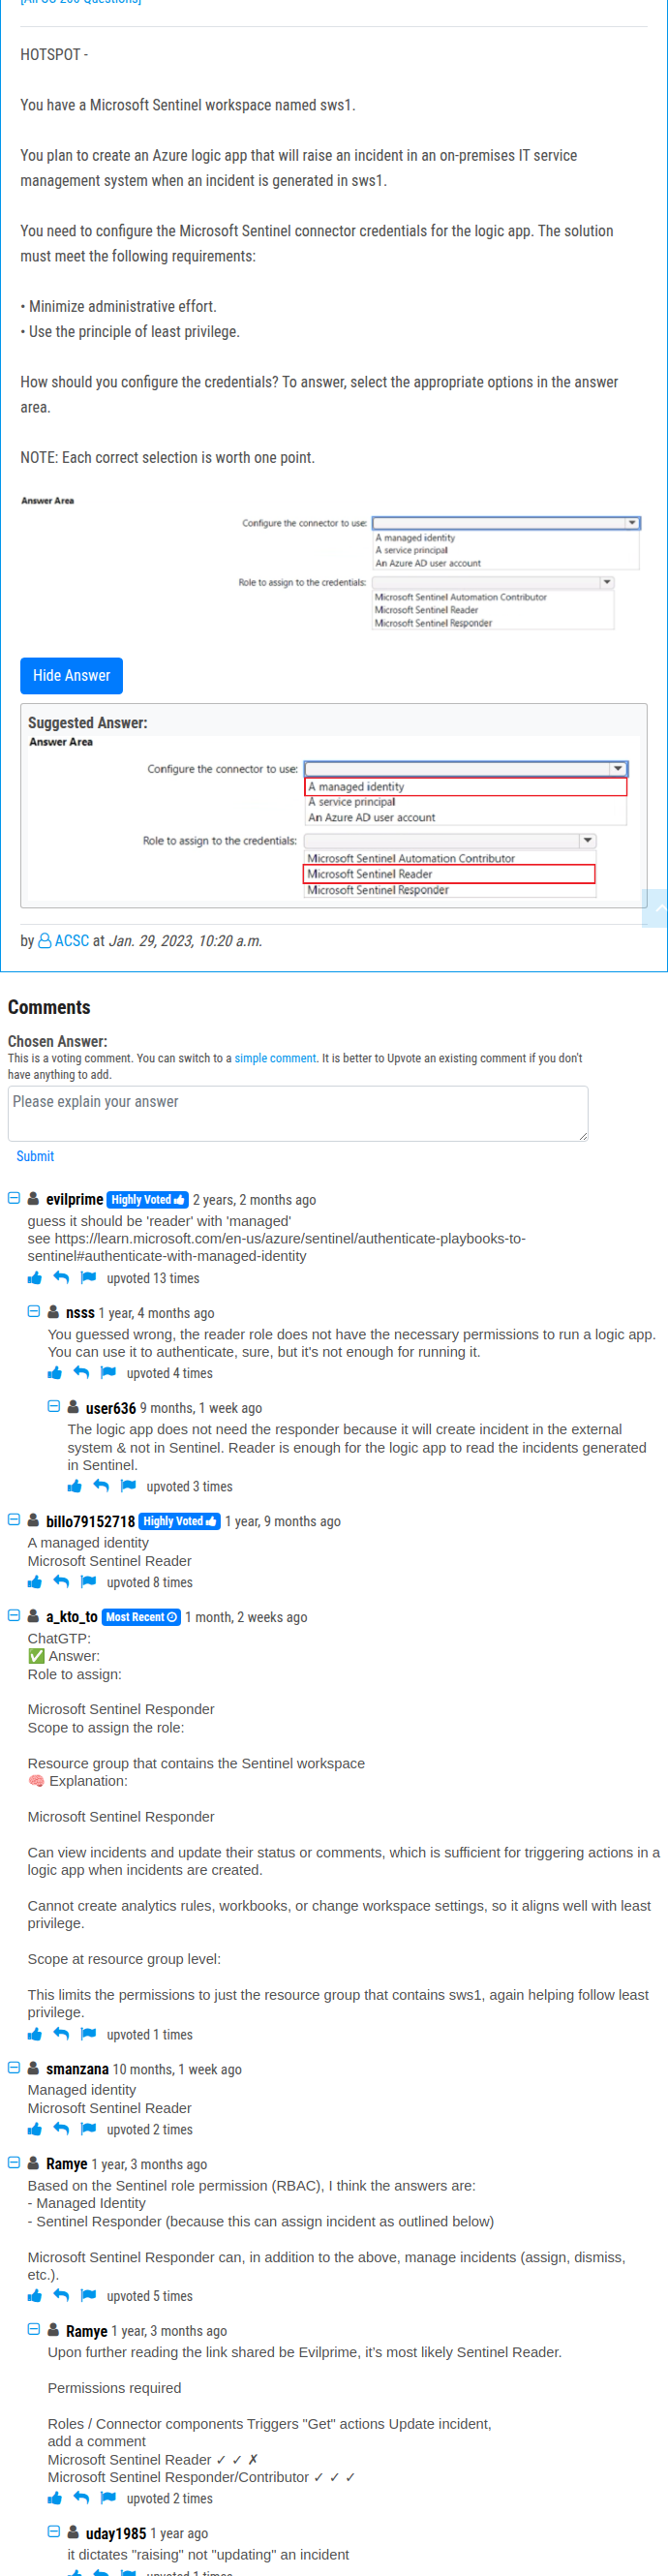 [All SC-200 Questions]
HOTSPOT -
You have a Microsoft Sentinel workspace named sws1.
You plan to create an Azure logic app that will raise an incident in an on-premises IT service
management system when an incident is generated in sws1.
You need to configure the Microsoft Sentinel connector credentials for the logic app. The solution
must meet the following requirements:
• Minimize administrative effort.
• Use the principle of least privilege.
How should you configure the credentials? To answer, select the appropriate options in the answer
area.
NOTE: Each correct selection is worth one point.
Answer Area
Configure the connector to use:
A managed identity
A service principal
An Azure AD user account
Role to assign to the credentials:
Microsoft Sentinel Automation Contributor
Microsoft Sentinel Reader
Microsoft Sentinel Responder
Hide Answer
Suggested Answer:
Answer Area
Configure the connector to use:
A managed identity
A service principal
An Azure AD user account
Role to assign to the credentials:
Microsoft Sentinel Automation Contributor
Microsoft Sentinel Reader
Microsoft Sentinel Responder
by ACSC at Jan. 29, 2023, 10:20 a.m.
Comments
Chosen Answer:
This is a voting comment. You can switch to a simple comment. It is better to Upvote an existing comment if you don't
have anything to add.
Please explain your answer
Submit
evilprime Highly Voted 2 years, 2 months ago
guess it should be 'reader' with 'managed'
see https://learn.microsoft.com/en-us/azure/sentinel/authenticate-playbooks-to-
sentinel#authenticate-with-managed-identity
upvoted 13 times
nsss 1 year, 4 months ago
You guessed wrong, the reader role does not have the necessary permissions to run a logic app.
You can use it to authenticate, sure, but it's not enough for running it.
upvoted 4 times
user636 9 months, 1 week ago
The logic app does not need the responder because it will create incident in the external
system & not in Sentinel. Reader is enough for the logic app to read the incidents generated
in Sentinel.
upvoted 3 times
billo79152718 Highly Voted 1 year, 9 months ago
A managed identity
Microsoft Sentinel Reader
upvoted 8 times
a_kto_to Most Recent 1 month, 2 weeks ago
ChatGTP:
✅ Answer:
Role to assign:
Microsoft Sentinel Responder
Scope to assign the role:
Resource group that contains the Sentinel workspace
🧠 Explanation:
Microsoft Sentinel Responder
Can view incidents and update their status or comments, which is sufficient for triggering actions in a
logic app when incidents are created.
Cannot create analytics rules, workbooks, or change workspace settings, so it aligns well with least
privilege.
Scope at resource group level:
This limits the permissions to just the resource group that contains sws1, again helping follow least
privilege.
upvoted 1 times
smanzana 10 months, 1 week ago
Managed identity
Microsoft Sentinel Reader
upvoted 2 times
Ramye 1 year, 3 months ago
Based on the Sentinel role permission (RBAC), I think the answers are:
- Managed Identity
- Sentinel Responder (because this can assign incident as outlined below)
Microsoft Sentinel Responder can, in addition to the above, manage incidents (assign, dismiss,
etc.).
upvoted 5 times
Ramye 1 year, 3 months ago
Upon further reading the link shared be Evilprime, it's most likely Sentinel Reader.
Permissions required
Roles / Connector components Triggers "Get" actions Update incident,
add a comment
Microsoft Sentinel Reader ✓ ✓ ✗
Microsoft Sentinel Responder/Contributor ✓ ✓ ✓
upvoted 2 times
uday1985 1 year ago
it dictates "raising" not "updating" an incident
upvoted 1 times